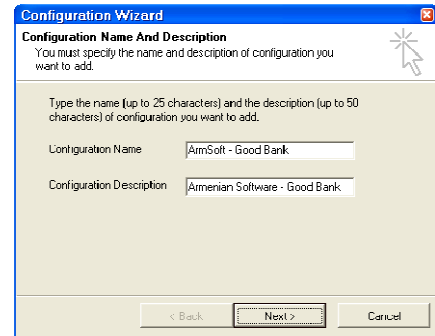 Configuration Wizard
Configuration Name And Description
You must specify the name and description of configuration you
want to add.
Type the name (up to 25 characters) and the description (up to 50
characters) of configuration you want to add.
Configuration Name
ArmSoft - Good Bank
Configuration Description
Armenian Software - Good Bank
< Back
Next >
Cancel